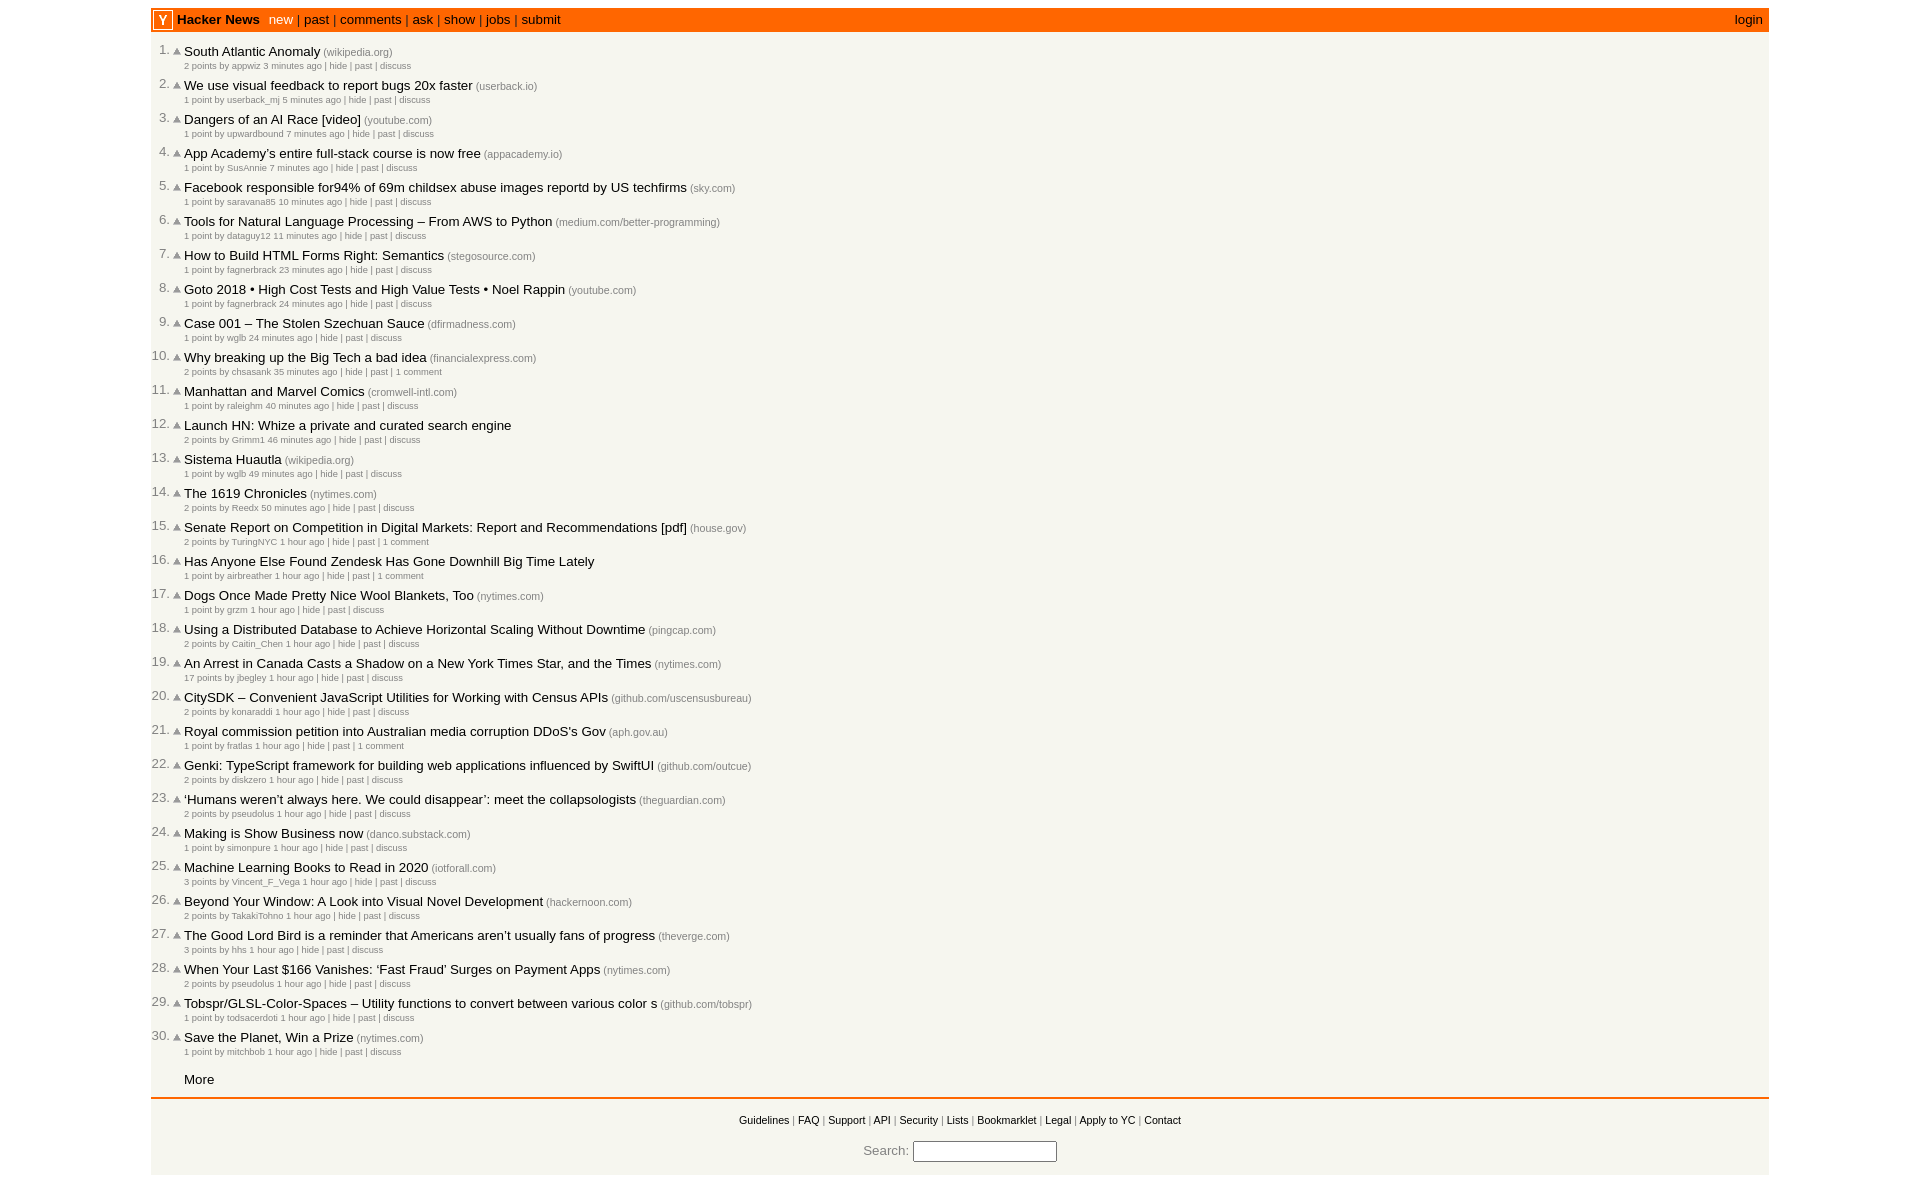 Y Hacker News new | past | comments | ask | show | jobs | submit login
1. South Atlantic Anomaly (wikipedia.org)
2 points by appwiz 3 minutes ago | hide | past | discuss
2. We use visual feedback to report bugs 20x faster (userback.io)
1 point by userback_mj 5 minutes ago | hide | past | discuss
3. Dangers of an AI Race [video] (youtube.com)
1 point by upwardbound 7 minutes ago | hide | past | discuss
4. App Academy’s entire full-stack course is now free (appacademy.io)
1 point by SusAnnie 7 minutes ago | hide | past | discuss
5. Facebook responsible for94% of 69m childsex abuse images reportd by US techfirms (sky.com)
1 point by saravana85 10 minutes ago | hide | past | discuss
6. Tools for Natural Language Processing – From AWS to Python (medium.com/better-programming)
1 point by dataguy12 11 minutes ago | hide | past | discuss
7. How to Build HTML Forms Right: Semantics (stegosource.com)
1 point by fagnerbrack 23 minutes ago | hide | past | discuss
8. Goto 2018 • High Cost Tests and High Value Tests • Noel Rappin (youtube.com)
1 point by fagnerbrack 24 minutes ago | hide | past | discuss
9. Case 001 – The Stolen Szechuan Sauce (dfirmadness.com)
1 point by wglb 24 minutes ago | hide | past | discuss
10. Why breaking up the Big Tech a bad idea (financialexpress.com)
2 points by chsasank 35 minutes ago | hide | past | 1 comment
11. Manhattan and Marvel Comics (cromwell-intl.com)
1 point by raleighm 40 minutes ago | hide | past | discuss
12. Launch HN: Whize a private and curated search engine
2 points by Grimm1 46 minutes ago | hide | past | discuss
13. Sistema Huautla (wikipedia.org)
1 point by wglb 49 minutes ago | hide | past | discuss
14. The 1619 Chronicles (nytimes.com)
2 points by Reedx 50 minutes ago | hide | past | discuss
15. Senate Report on Competition in Digital Markets: Report and Recommendations [pdf] (house.gov)
2 points by TuringNYC 1 hour ago | hide | past | 1 comment
16. Has Anyone Else Found Zendesk Has Gone Downhill Big Time Lately
1 point by airbreather 1 hour ago | hide | past | 1 comment
17. Dogs Once Made Pretty Nice Wool Blankets, Too (nytimes.com)
1 point by grzm 1 hour ago | hide | past | discuss
18. Using a Distributed Database to Achieve Horizontal Scaling Without Downtime (pingcap.com)
2 points by Caitin_Chen 1 hour ago | hide | past | discuss
19. An Arrest in Canada Casts a Shadow on a New York Times Star, and the Times (nytimes.com)
17 points by jbegley 1 hour ago | hide | past | discuss
20. CitySDK – Convenient JavaScript Utilities for Working with Census APIs (github.com/uscensusbureau)
2 points by konaraddi 1 hour ago | hide | past | discuss
21. Royal commission petition into Australian media corruption DDoS's Gov (aph.gov.au)
1 point by fratlas 1 hour ago | hide | past | 1 comment
22. Genki: TypeScript framework for building web applications influenced by SwiftUI (github.com/outcue)
2 points by diskzero 1 hour ago | hide | past | discuss
23. ‘Humans weren’t always here. We could disappear’: meet the collapsologists (theguardian.com)
2 points by pseudolus 1 hour ago | hide | past | discuss
24. Making is Show Business now (danco.substack.com)
1 point by simonpure 1 hour ago | hide | past | discuss
25. Machine Learning Books to Read in 2020 (iotforall.com)
3 points by Vincent_F_Vega 1 hour ago | hide | past | discuss
26. Beyond Your Window: A Look into Visual Novel Development (hackernoon.com)
2 points by TakakiTohno 1 hour ago | hide | past | discuss
27. The Good Lord Bird is a reminder that Americans aren’t usually fans of progress (theverge.com)
3 points by hhs 1 hour ago | hide | past | discuss
28. When Your Last $166 Vanishes: ‘Fast Fraud’ Surges on Payment Apps (nytimes.com)
2 points by pseudolus 1 hour ago | hide | past | discuss
29. Tobspr/GLSL-Color-Spaces – Utility functions to convert between various color s (github.com/tobspr)
1 point by todsacerdoti 1 hour ago | hide | past | discuss
30. Save the Planet, Win a Prize (nytimes.com)
1 point by mitchbob 1 hour ago | hide | past | discuss
More
Guidelines | FAQ | Support | API | Security | Lists | Bookmarklet | Legal | Apply to YC | Contact
Search: